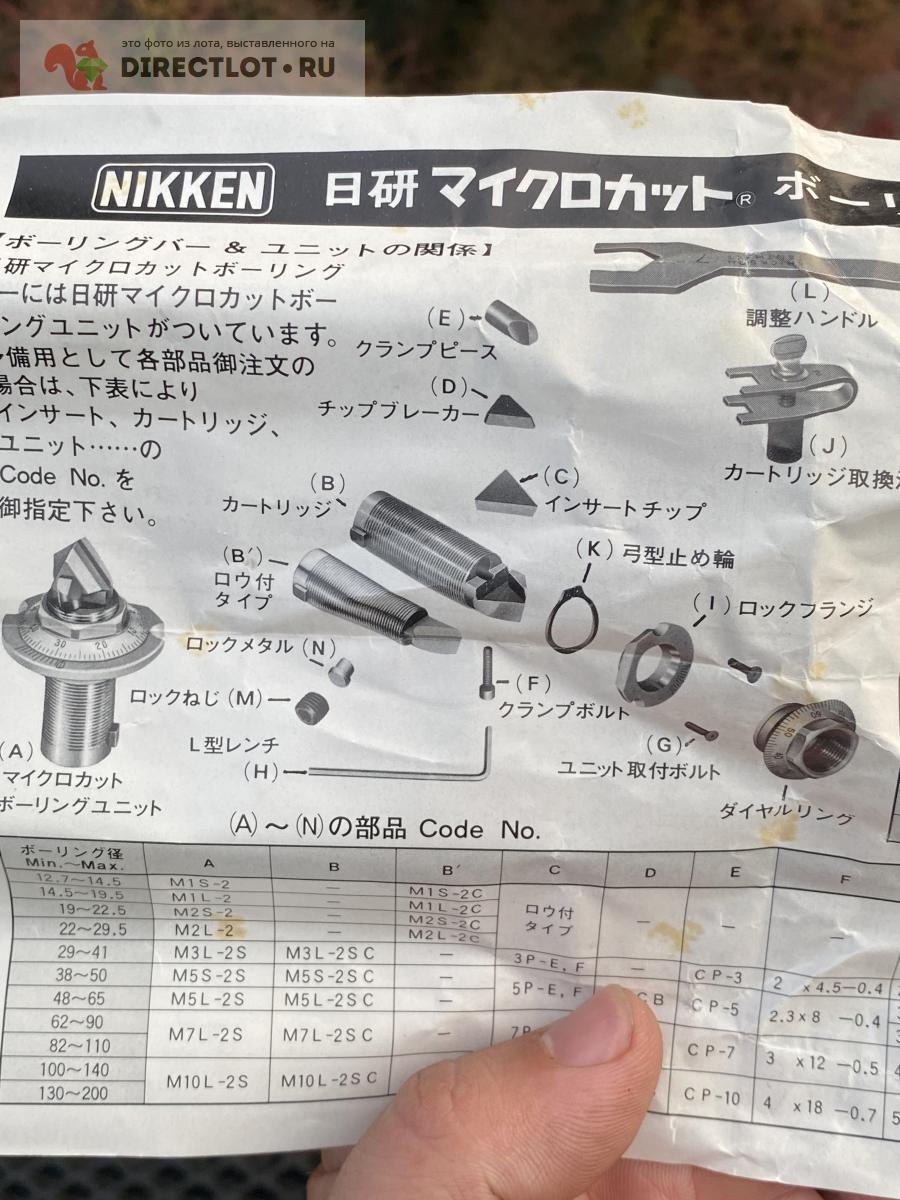 это фото из лота, выставленного на
DIRECTLOT.RU
NIKKEN 日研マイクロカット® ボーリ
【ボーリングバー & ユニットの関係】
研マイクロカットボーリング
ーには日研マイクロカットボー
ングユニットがついています。
備用として各部品御注文の
場合は、下表により
インサート、カートリッジ、
ユニット……の
Code No. を
御指定下さい。
(L)
調整ハンドル
(E)
クランプピース
(D)
チップブレーカー
(J)
カートリッジ取換
(B)
カートリッジ
(C)
インサートチップ
(B′)
ロウ付
タイプ
(K) 弓型止め輪
(I) ロックフランジ
ロックメタル (N)
ロックねじ (M)
(F)
クランプボルト
L型レンチ
(H)
(G)
ユニット取付ボルト
ダイヤルリング
(A)
マイクロカット
ボーリングユニット
(A)～(N)の部品 Code No.
ボーリング径 Min.～Max. A B B′ C D E F
12.7～14.5 M1S-2 — M1S-2C ロウ付タイプ — — —
14.5～19.5 M1L-2 — M1L-2C
19～22.5 M2S-2 — M2S-2C
22～29.5 M2L-2 — M2L-2C
29～41 M3L-2S M3L-2SC — 3P-E, F — CP-3 2 x4.5-0.4
38～50 M5S-2S M5S-2SC — 5P-E, F CB CP-5 2.3x8 -0.4
48～65 M5L-2S M5L-2SC —
62～90 M7L-2S M7L-2SC — 7P CP-7 3 x12 -0.5
82～110
100～140 M10L-2S M10L-2SC CP-10 4 x18 -0.7
130～200